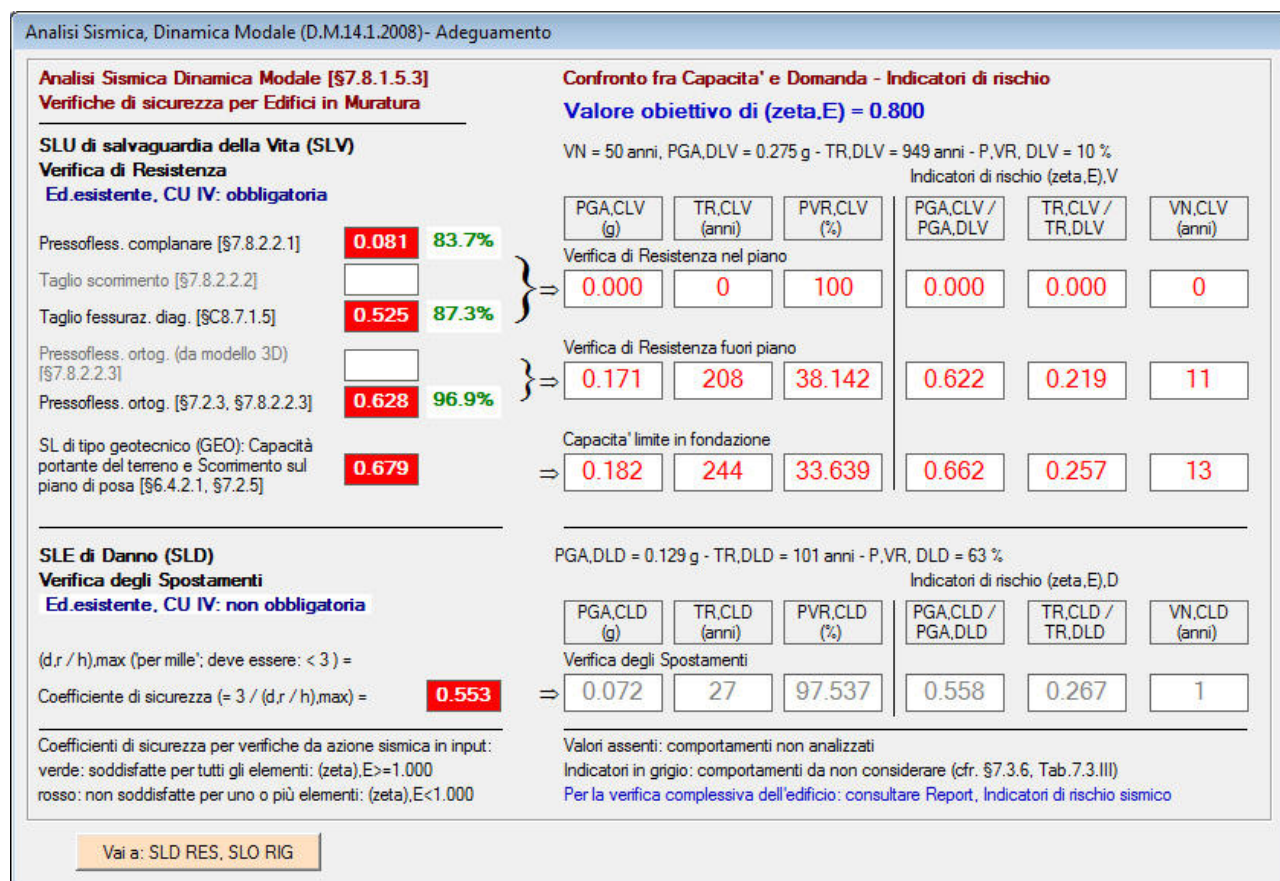 Analisi Sismica, Dinamica Modale (D.M.14.1.2008)- Adeguamento
Analisi Sismica Dinamica Modale [§7.8.1.5.3]
Verifiche di sicurezza per Edifici in Muratura
SLU di salvaguardia della Vita (SLV)
Verifica di Resistenza
Ed.esistente, CU IV: obbligatoria
Pressofless. complanare [§7.8.2.2.1] 0.081 83.7%
Taglio scorrimento [§7.8.2.2.2]
Taglio fessuraz. diag. [§C8.7.1.5] 0.525 87.3%
Pressofless. ortog. (da modello 3D)
[§7.8.2.2.3]
Pressofless. ortog. [§7.2.3, §7.8.2.2.3] 0.628 96.9%
SL di tipo geotecnico (GEO): Capacità
portante del terreno e Scorrimento sul
piano di posa [§6.4.2.1, §7.2.5]
0.679
Confronto fra Capacita' e Domanda - Indicatori di rischio
Valore obiettivo di (zeta,E) = 0.800
VN = 50 anni, PGA,DLV = 0.275 g - TR,DLV = 949 anni - P,VR, DLV = 10 %
Indicatori di rischio (zeta,E),V
PGA,CLV TR,CLV PVR,CLV PGA,CLV / TR,CLV / VN,CLV
(g) (anni) (%) PGA,DLV TR,DLV (anni)
Verifica di Resistenza nel piano
} ⇒ 0.000 0 100 0.000 0.000 0
Verifica di Resistenza fuori piano
} ⇒ 0.171 208 38.142 0.622 0.219 11
Capacita' limite in fondazione
⇒ 0.182 244 33.639 0.662 0.257 13
SLE di Danno (SLD)
Verifica degli Spostamenti
Ed.esistente, CU IV: non obbligatoria
(d,r / h),max ('per mille'; deve essere: < 3 ) =
Coefficiente di sicurezza (= 3 / (d,r / h),max) = 0.553
PGA,DLD = 0.129 g - TR,DLD = 101 anni - P,VR, DLD = 63 %
Indicatori di rischio (zeta,E),D
PGA,CLD TR,CLD PVR,CLD PGA,CLD / TR,CLD / VN,CLD
(g) (anni) (%) PGA,DLD TR,DLD (anni)
Verifica degli Spostamenti
⇒ 0.072 27 97.537 0.558 0.267 1
Coefficienti di sicurezza per verifiche da azione sismica in input:
verde: soddisfatte per tutti gli elementi: (zeta),E>=1.000
rosso: non soddisfatte per uno o più elementi: (zeta),E<1.000
Valori assenti: comportamenti non analizzati
Indicatori in grigio: comportamenti da non considerare (cfr. §7.3.6, Tab.7.3.III)
Per la verifica complessiva dell'edificio: consultare Report, Indicatori di rischio sismico
Vai a: SLD RES, SLO RIG